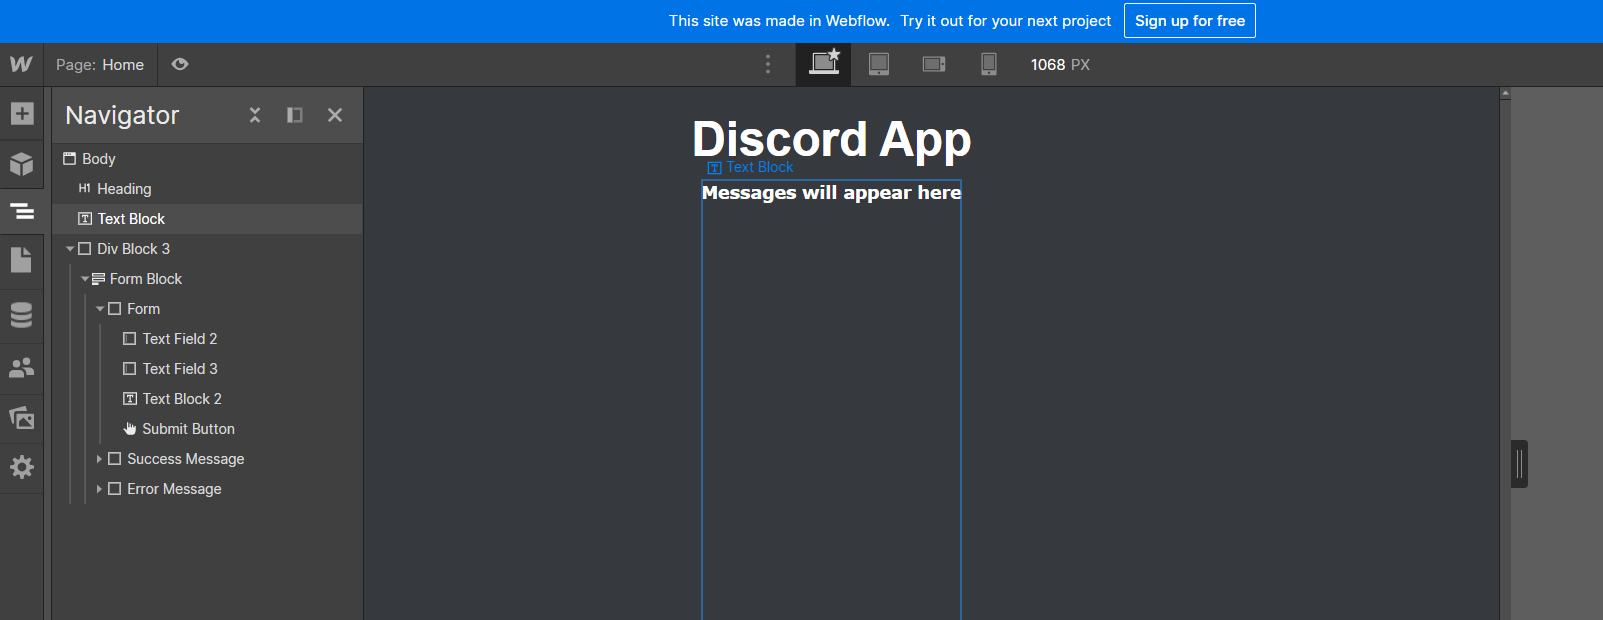 This site was made in Webflow. Try it out for your next project Sign up for free
Page: Home
1068 PX
Navigator
Discord App
Text Block
Messages will appear here
Body
H1 Heading
Text Block
Div Block 3
Form Block
Form
Text Field 2
Text Field 3
Text Block 2
Submit Button
Success Message
Error Message